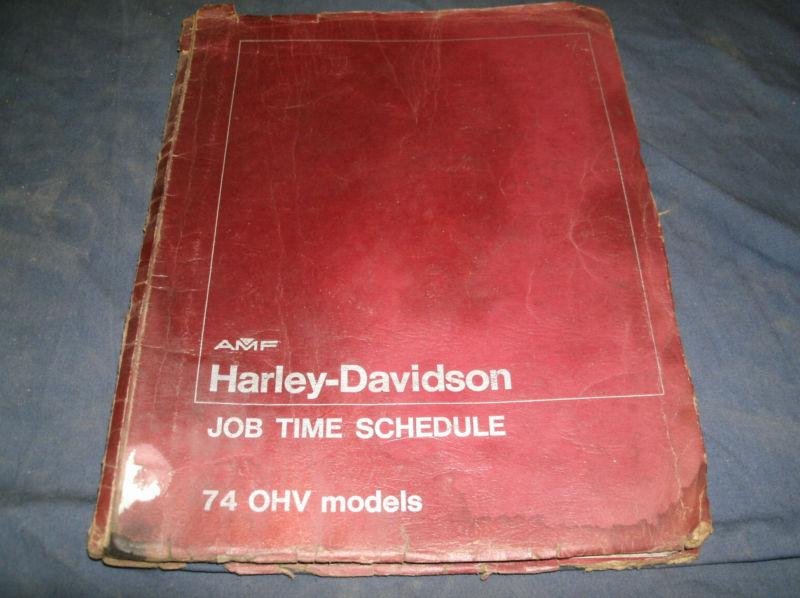 AMF
Harley-Davidson
JOB TIME SCHEDULE
74 OHV models